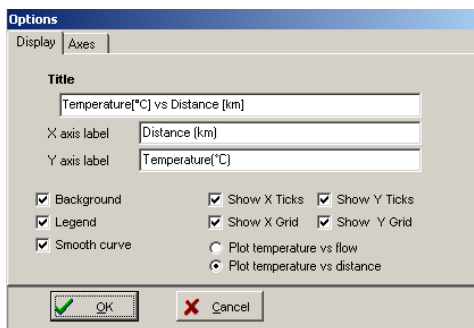 Options
Display Axes
Title
Temperature(°C) vs Distance (km)
X axis label Distance (km)
Y axis label Temperature(°C)
Background Show X Ticks Show Y Ticks
Legend Show X Grid Show Y Grid
Smooth curve Plot temperature vs flow
Plot temperature vs distance
OK Cancel